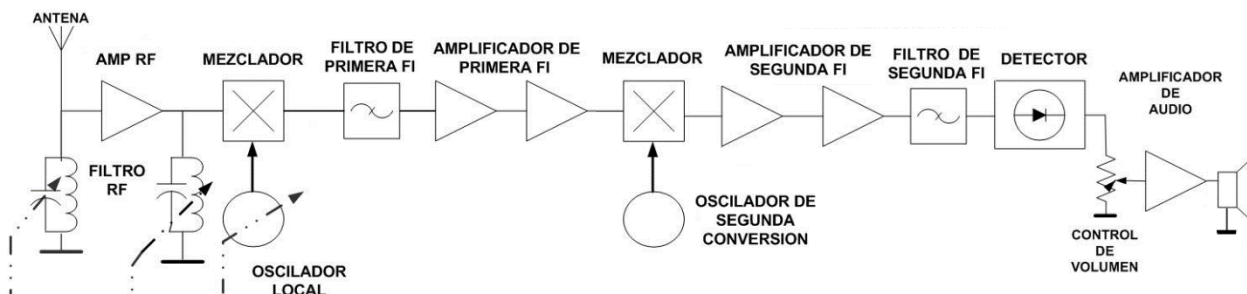 ANTENA
AMP RF
MEZCLADOR
FILTRO DE
PRIMERA FI
AMPLIFICADOR DE
PRIMERA FI
MEZCLADOR
AMPLIFICADOR DE
SEGUNDA FI
FILTRO DE
SEGUNDA FI
DETECTOR
AMPLIFICADOR
DE
AUDIO
FILTRO
RF
OSCILADOR
LOCAL
OSCILADOR DE
SEGUNDA
CONVERSION
CONTROL
DE
VOLUMEN